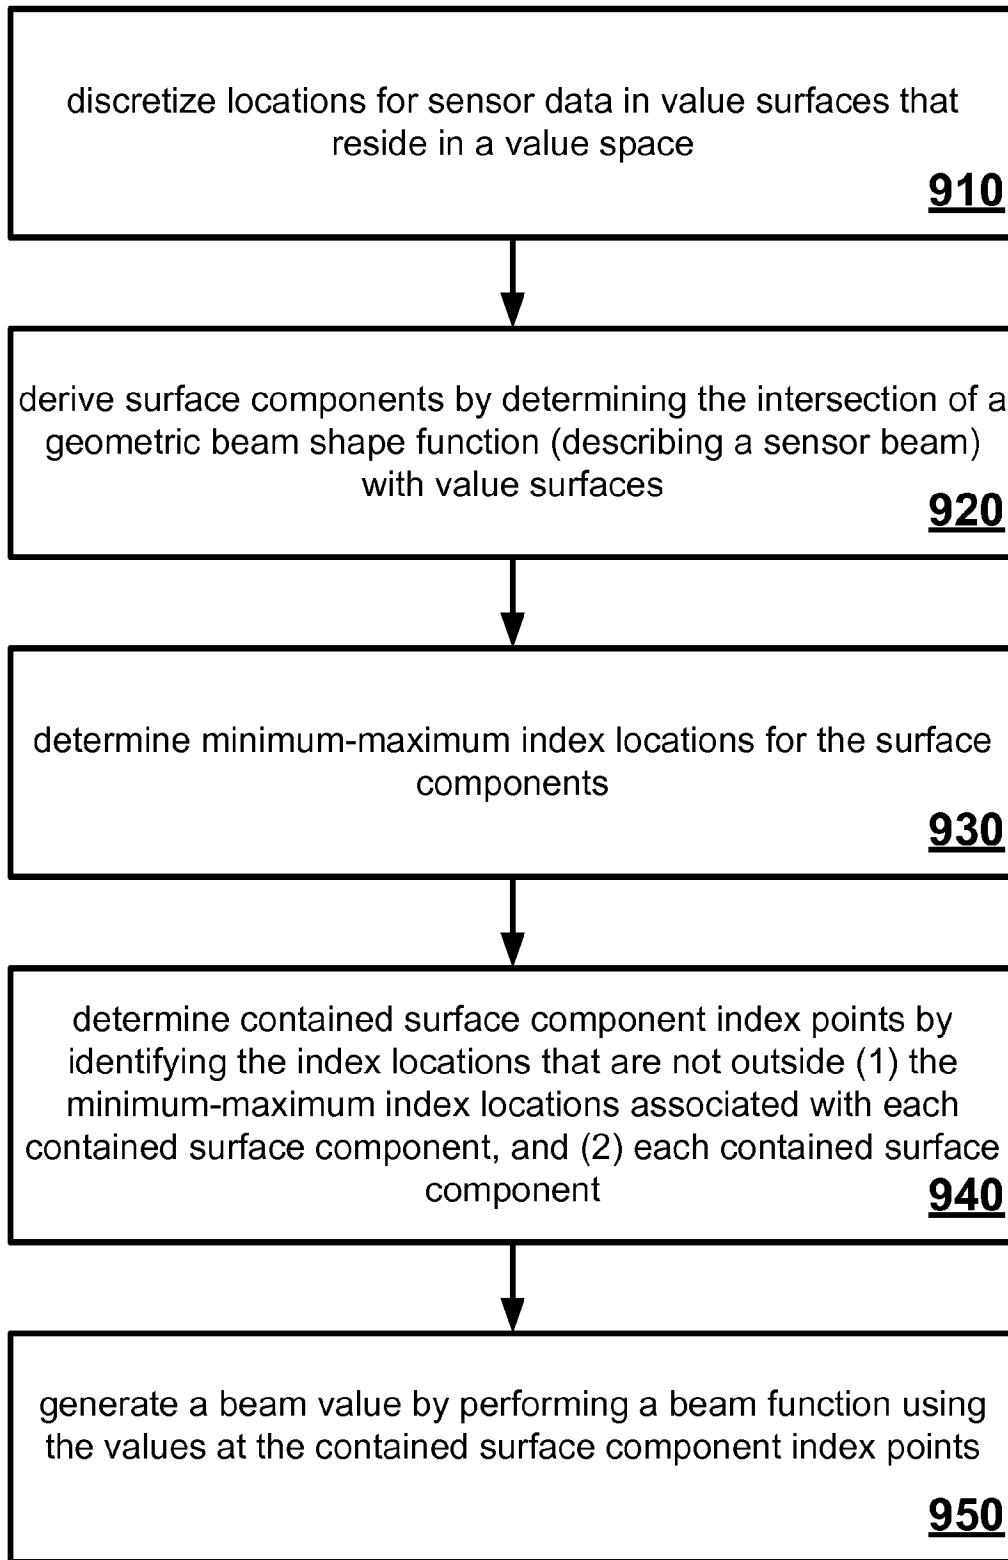 discretize locations for sensor data in value surfaces that
reside in a value space
910
derive surface components by determining the intersection of a
geometric beam shape function (describing a sensor beam)
with value surfaces
920
determine minimum-maximum index locations for the surface
components
930
determine contained surface component index points by
identifying the index locations that are not outside (1) the
minimum-maximum index locations associated with each
contained surface component, and (2) each contained surface
component
940
generate a beam value by performing a beam function using
the values at the contained surface component index points
950